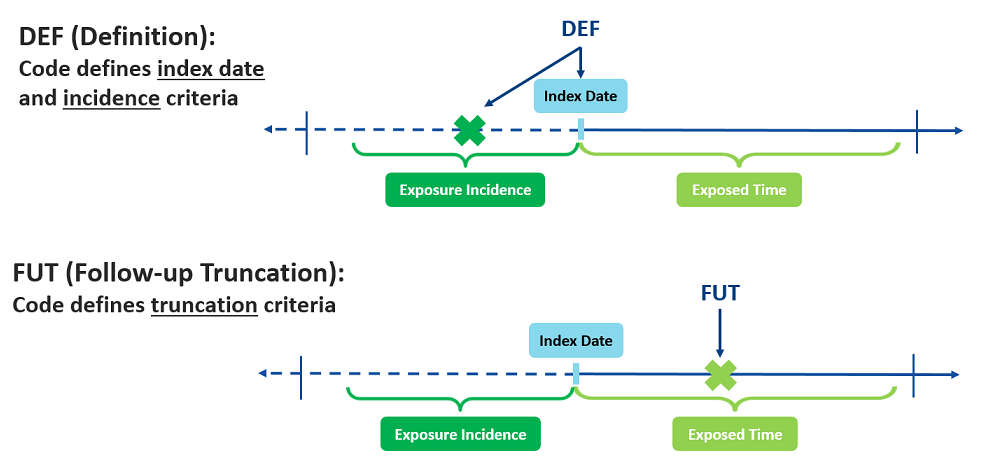 DEF (Definition):
Code defines index date
and incidence criteria
DEF
Index Date
Exposure Incidence
Exposed Time
FUT (Follow-up Truncation):
Code defines truncation criteria
FUT
Index Date
Exposure Incidence
Exposed Time